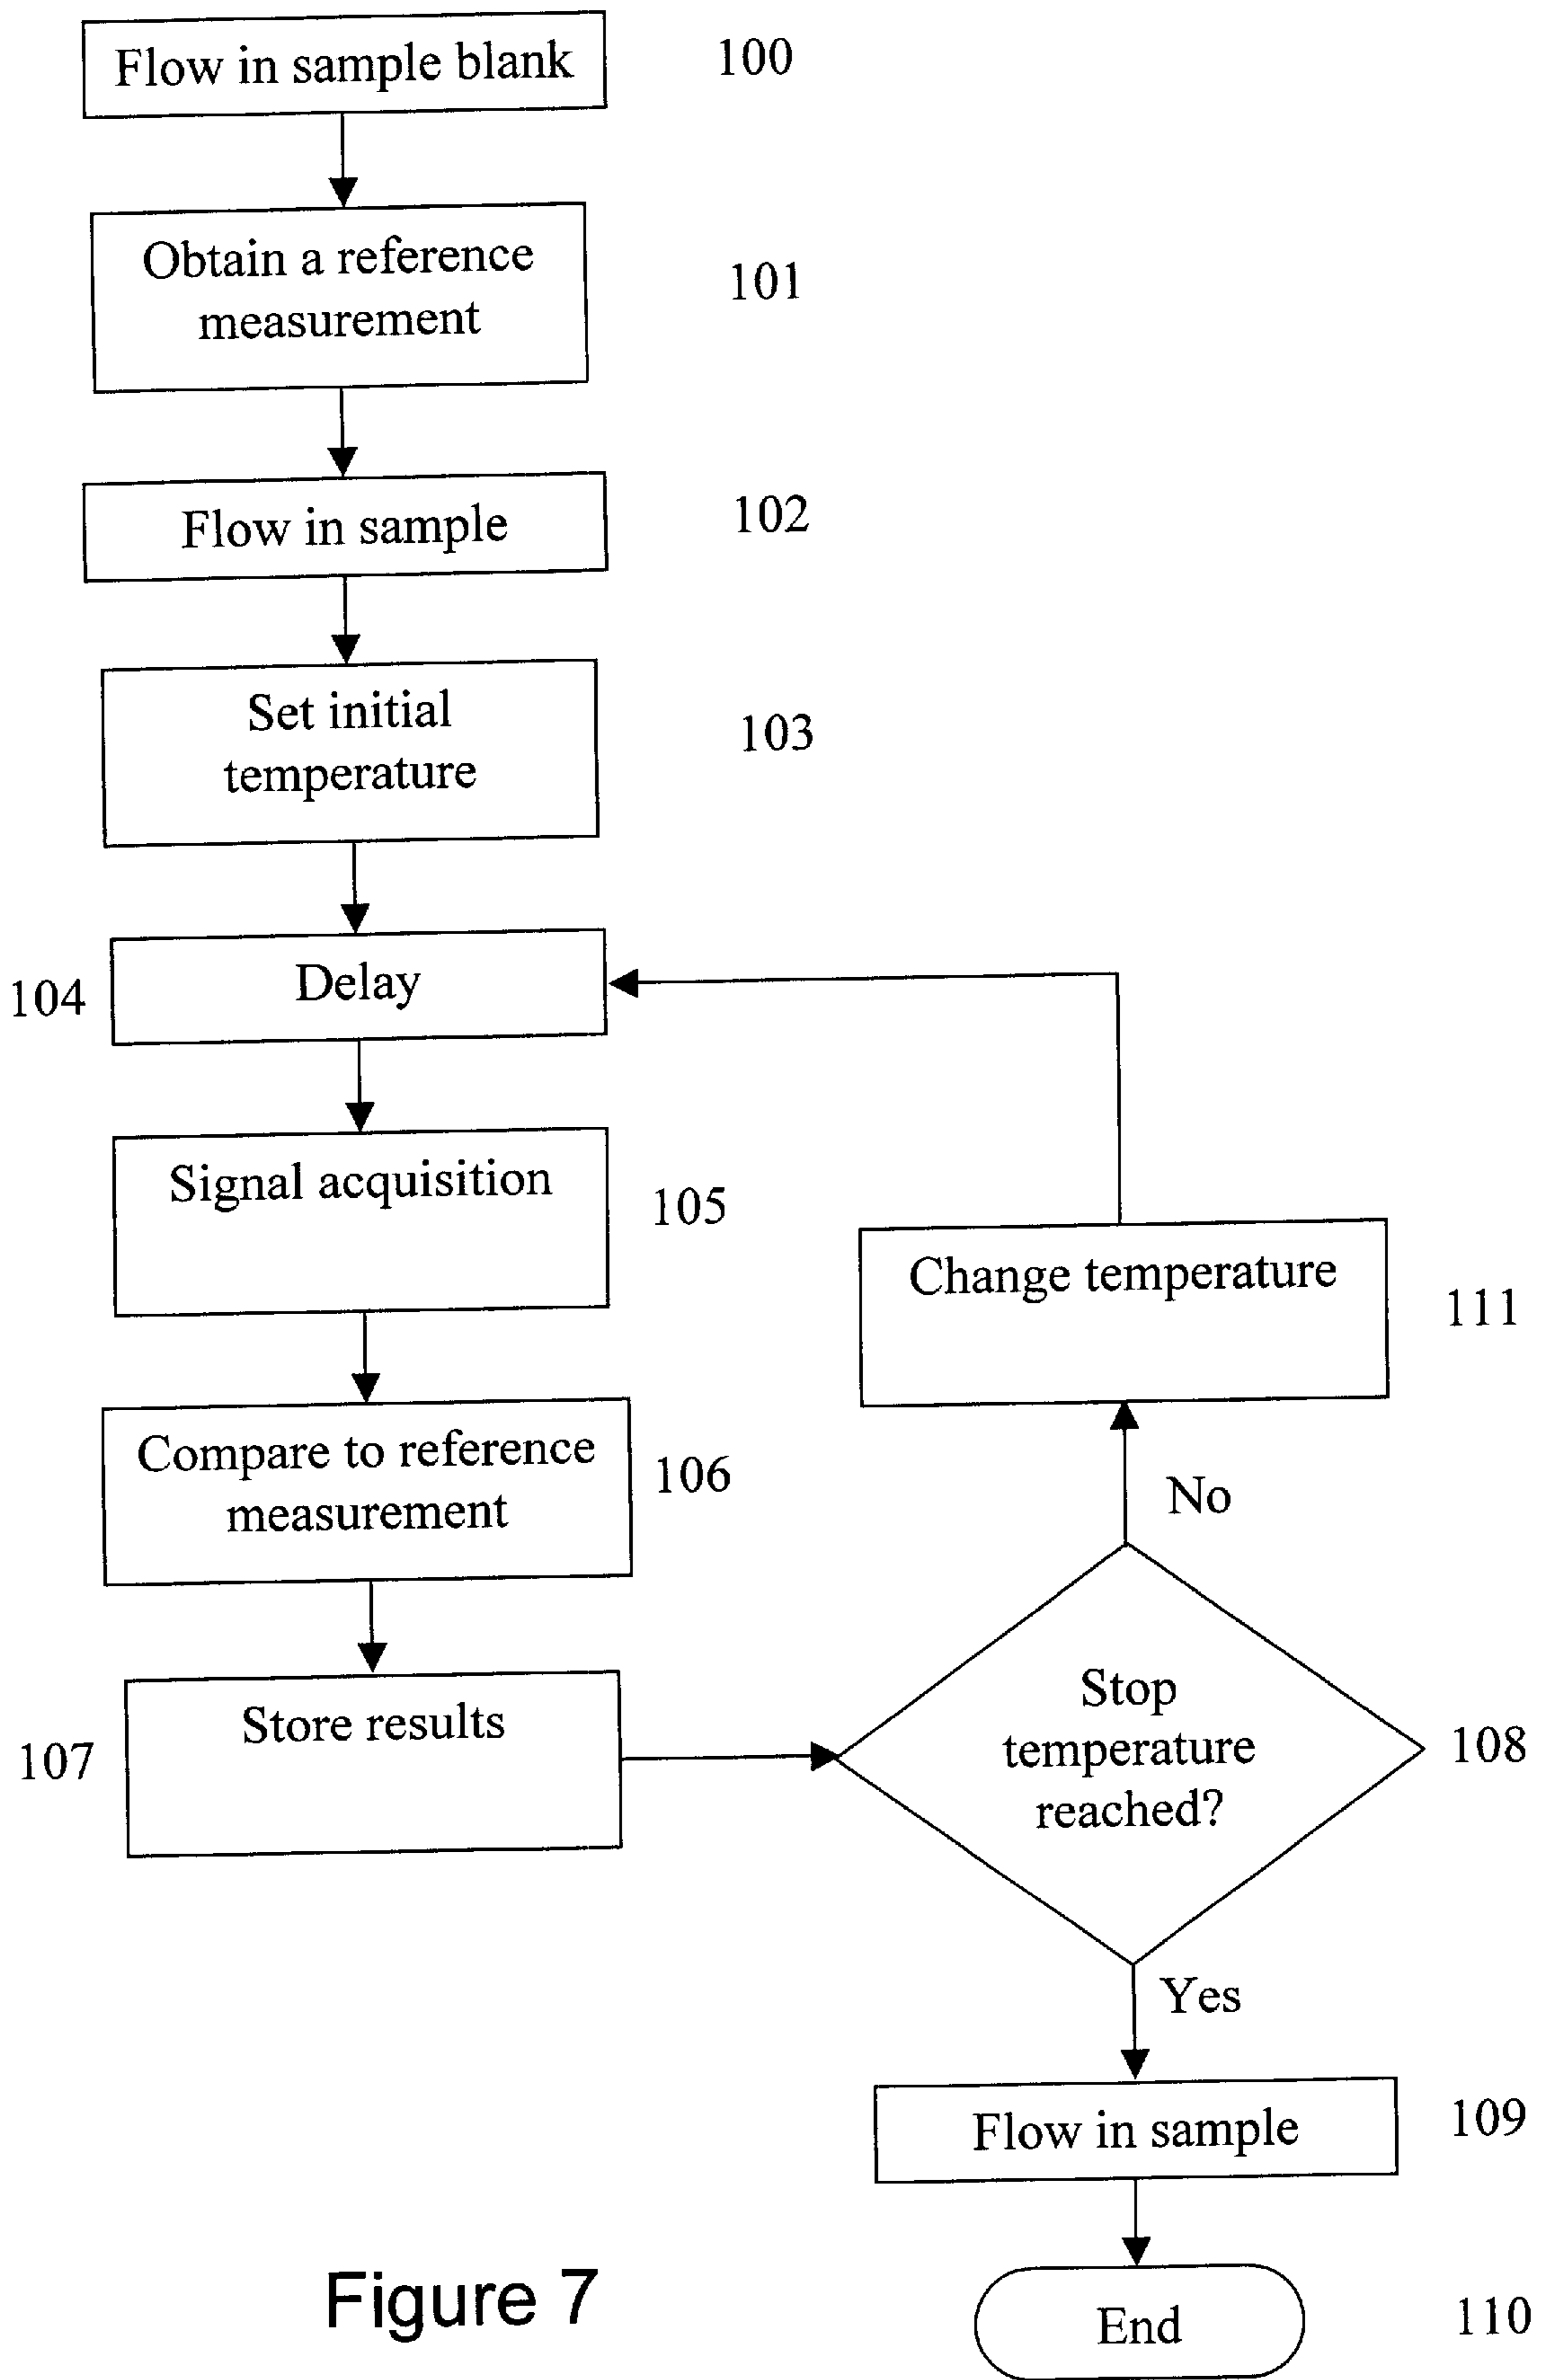 Flow in sample blank
100
Obtain a reference
measurement
101
Flow in sample
102
Set initial
temperature
103
Delay
104
Signal acquisition
105
Compare to reference
measurement
106
Store results
107
Stop
temperature
reached?
108
No
Change temperature
111
Yes
Flow in sample
109
End
110
Figure 7